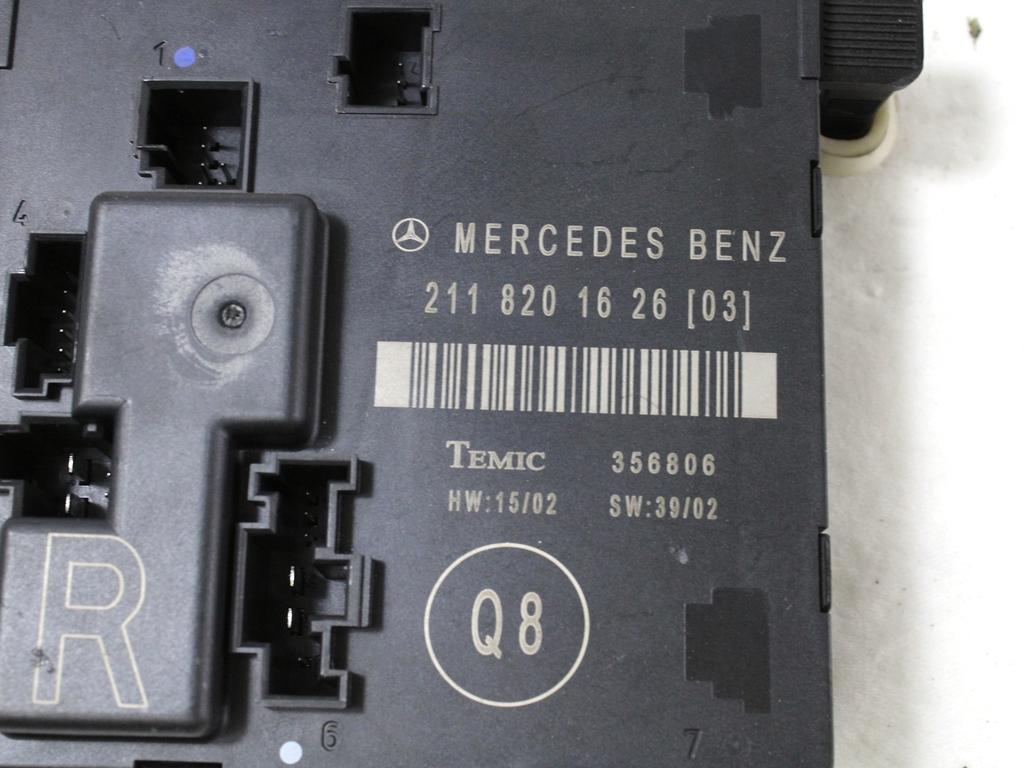 1
4
MERCEDES BENZ
211 820 16 26 [03]
TEMIC 356806
HW:15/02 SW:39/02
R
Q8
6
7